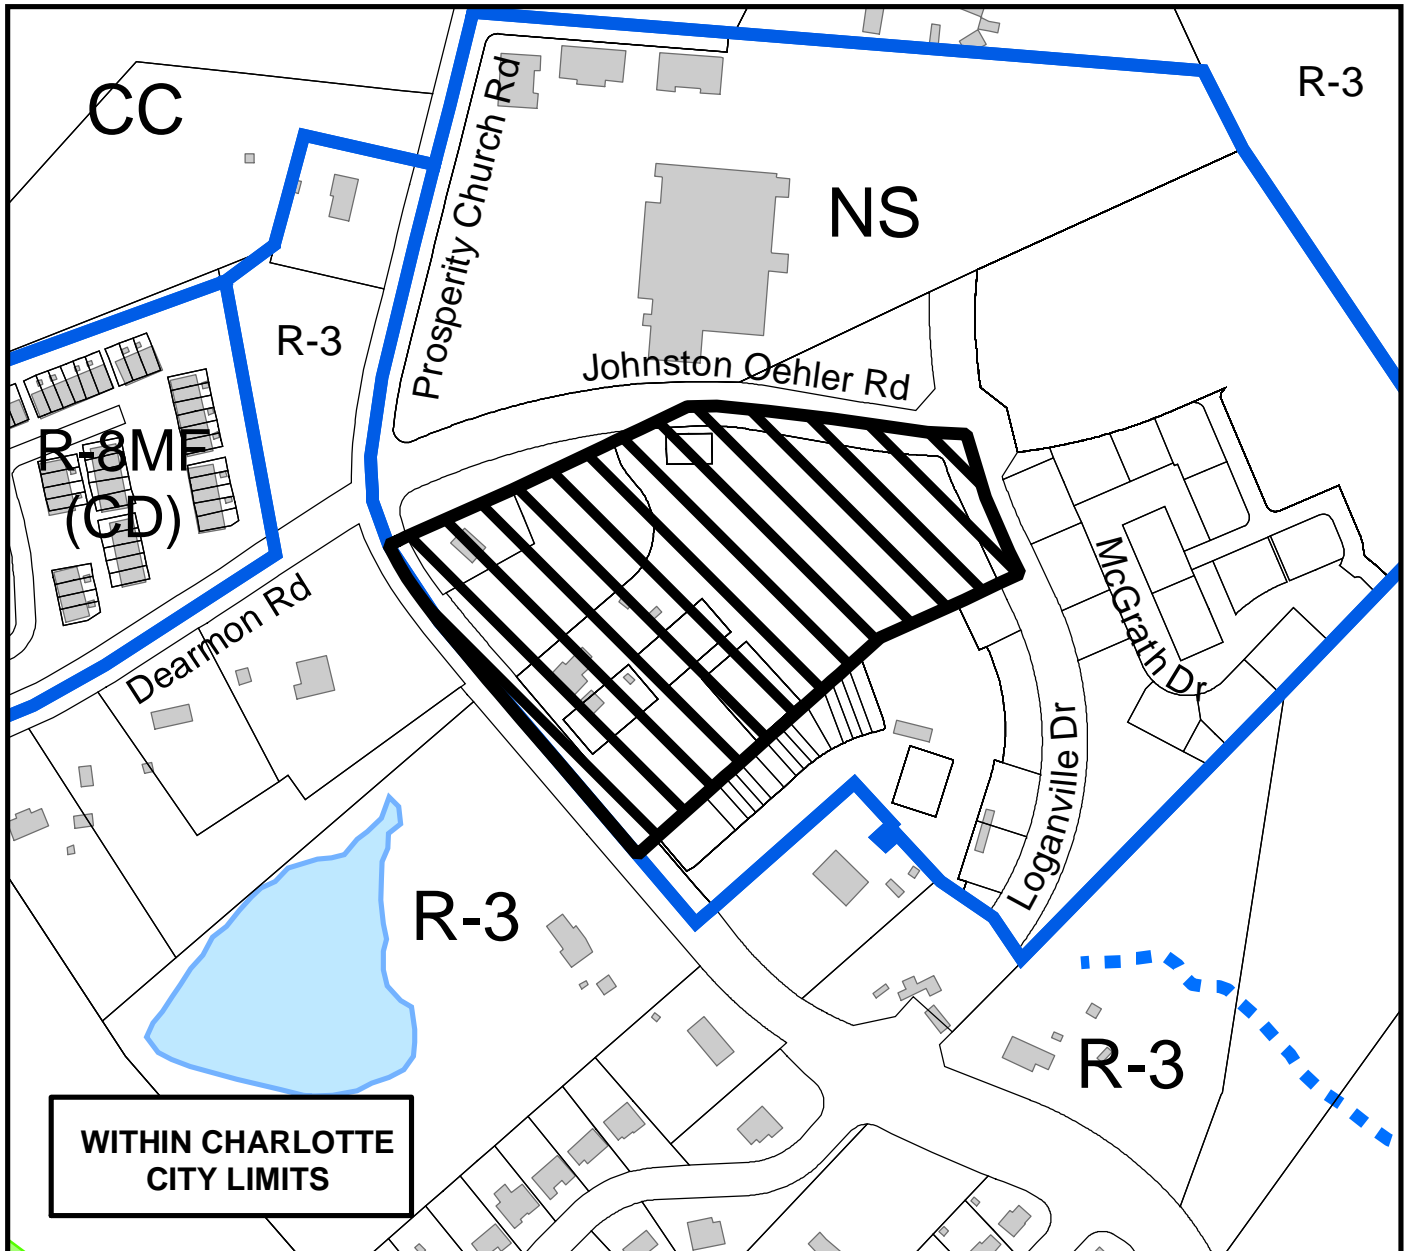 CC
R-3
Prosperity Church Rd
NS
R-3
Johnston Oehler Rd
R-8MF
(CD)
McGrath Dr
Dearmon Rd
Loganville Dr
R-3
R-3
WITHIN CHARLOTTE
CITY LIMITS